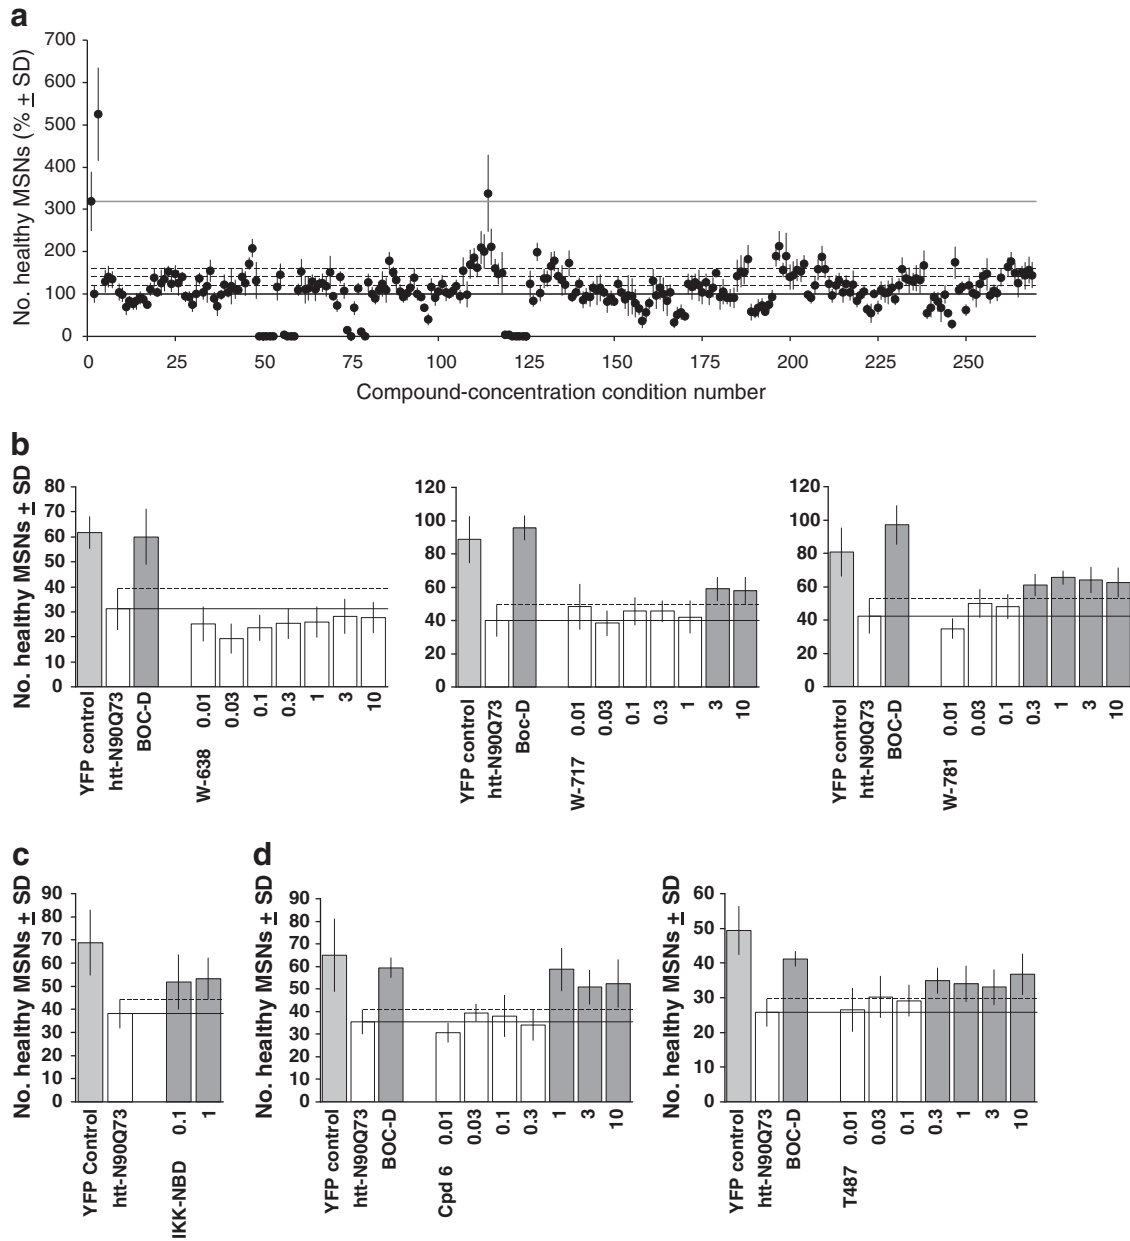 a
No. healthy MSNs (% ± SD)
700
600
500
400
300
200
100
0
0 25 50 75 100 125 150 175 200 225 250
Compound-concentration condition number
b
No. healthy MSNs ± SD
80
70
60
50
40
30
20
10
0
YFP control
htt-N90Q73
BOC-D
W-638
0.01
0.03
0.1
0.3
1
3
10
120
100
80
60
40
20
0
YFP control
htt-N90Q73
Boc-D
W-717
0.01
0.03
0.1
0.3
1
3
10
120
100
80
60
40
20
0
YFP control
htt-N90Q73
BOC-D
W-781
0.01
0.03
0.1
0.3
1
3
10
c
No. healthy MSNs ± SD
90
80
70
60
50
40
30
20
10
0
YFP Control
htt-N90Q73
IKK-NBD
0.1
1
d
No. healthy MSNs ± SD
90
80
70
60
50
40
30
20
10
0
YFP control
htt-N90Q73
BOC-D
Cpd 6
0.01
0.03
0.1
0.3
1
3
10
No. healthy MSNs ± SD
60
50
40
30
20
10
0
YFP control
htt-N90Q73
BOC-D
T487
0.01
0.03
0.1
0.3
1
3
10